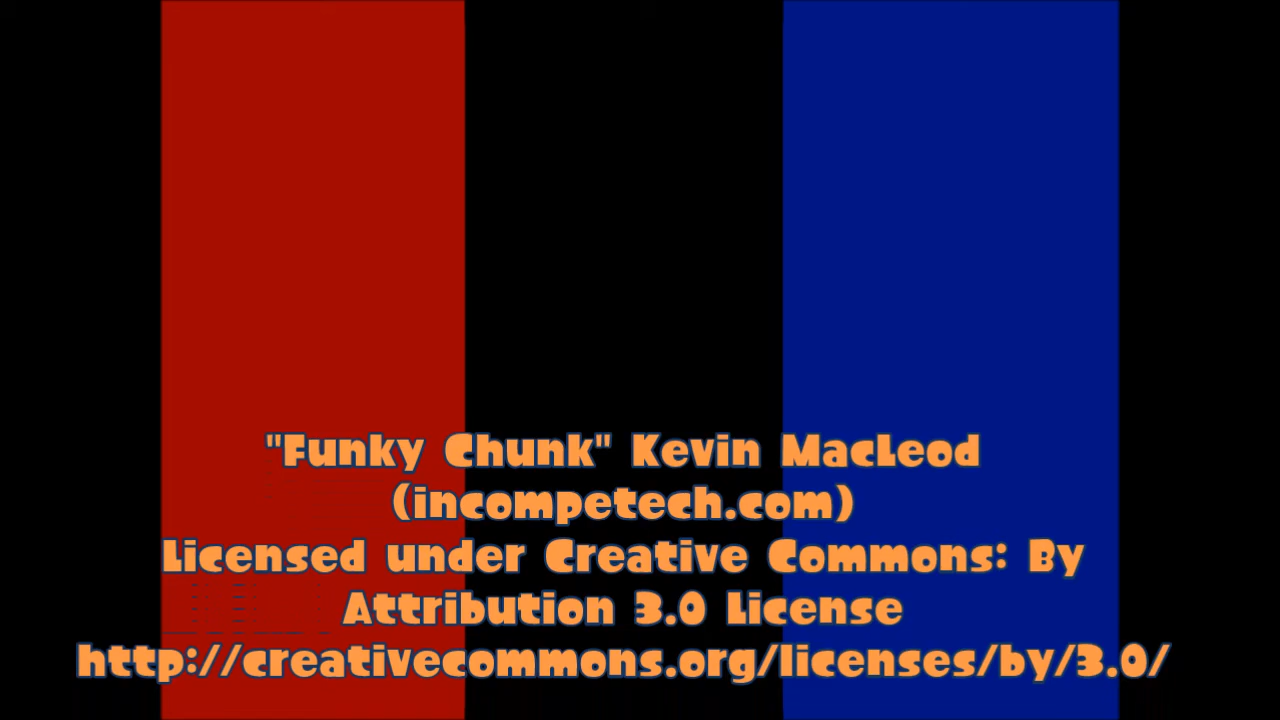 "Funky Chunk" Kevin MacLeod
(incompetech.com)
Licensed under Creative Commons: By
Attribution 3.0 License
http://creativecommons.org/licenses/by/3.0/